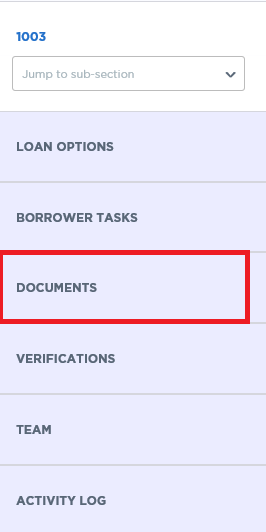 1003
Jump to sub-section
LOAN OPTIONS
BORROWER TASKS
DOCUMENTS
VERIFICATIONS
TEAM
ACTIVITY LOG